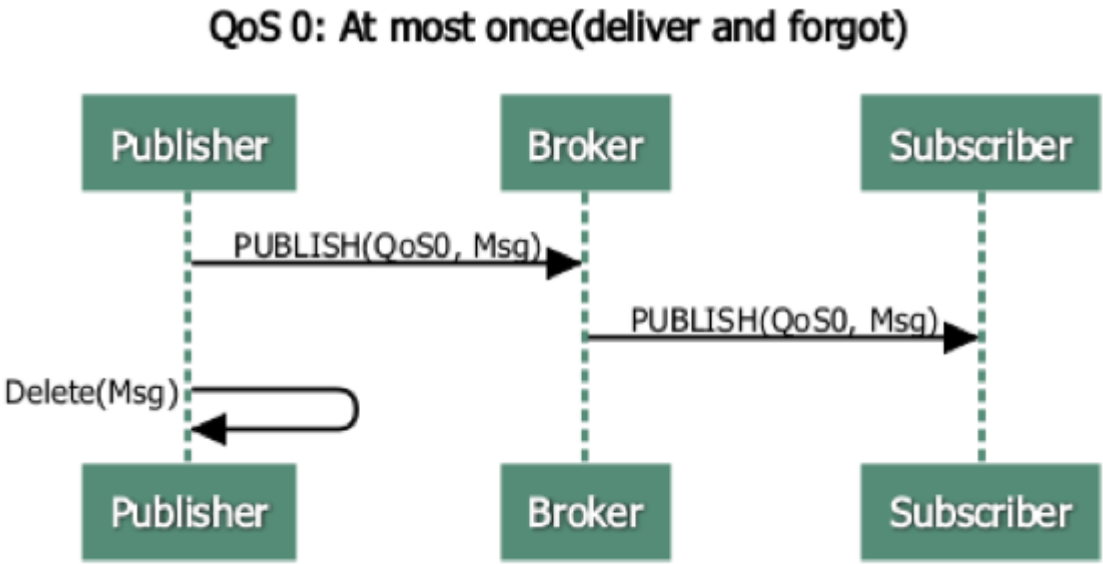 QoS 0: At most once(deliver and forgot)
Publisher Broker Subscriber
PUBLISH(QoS0, Msg)
PUBLISH(QoS0, Msg)
Delete(Msg)
Publisher Broker Subscriber